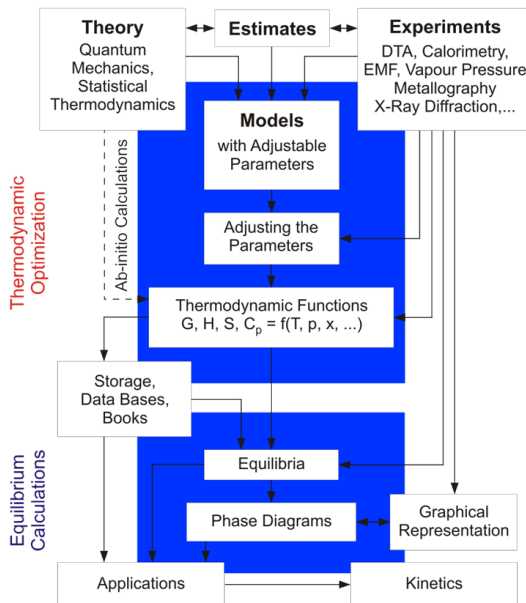 Theory
Quantum
Mechanics,
Statistical
Thermodynamics
Estimates
Experiments
DTA, Calorimetry,
EMF, Vapour Pressure
Metallography
X-Ray Diffraction,...
Models
with Adjustable
Parameters
Adjusting the
Parameters
Ab-initio Calculations
Thermodynamic
Optimization
Thermodynamic Functions
G, H, S, Cp = f(T, p, x, ...)
Storage,
Data Bases,
Books
Equilibrium
Calculations
Equilibria
Phase Diagrams
Graphical
Representation
Applications
Kinetics